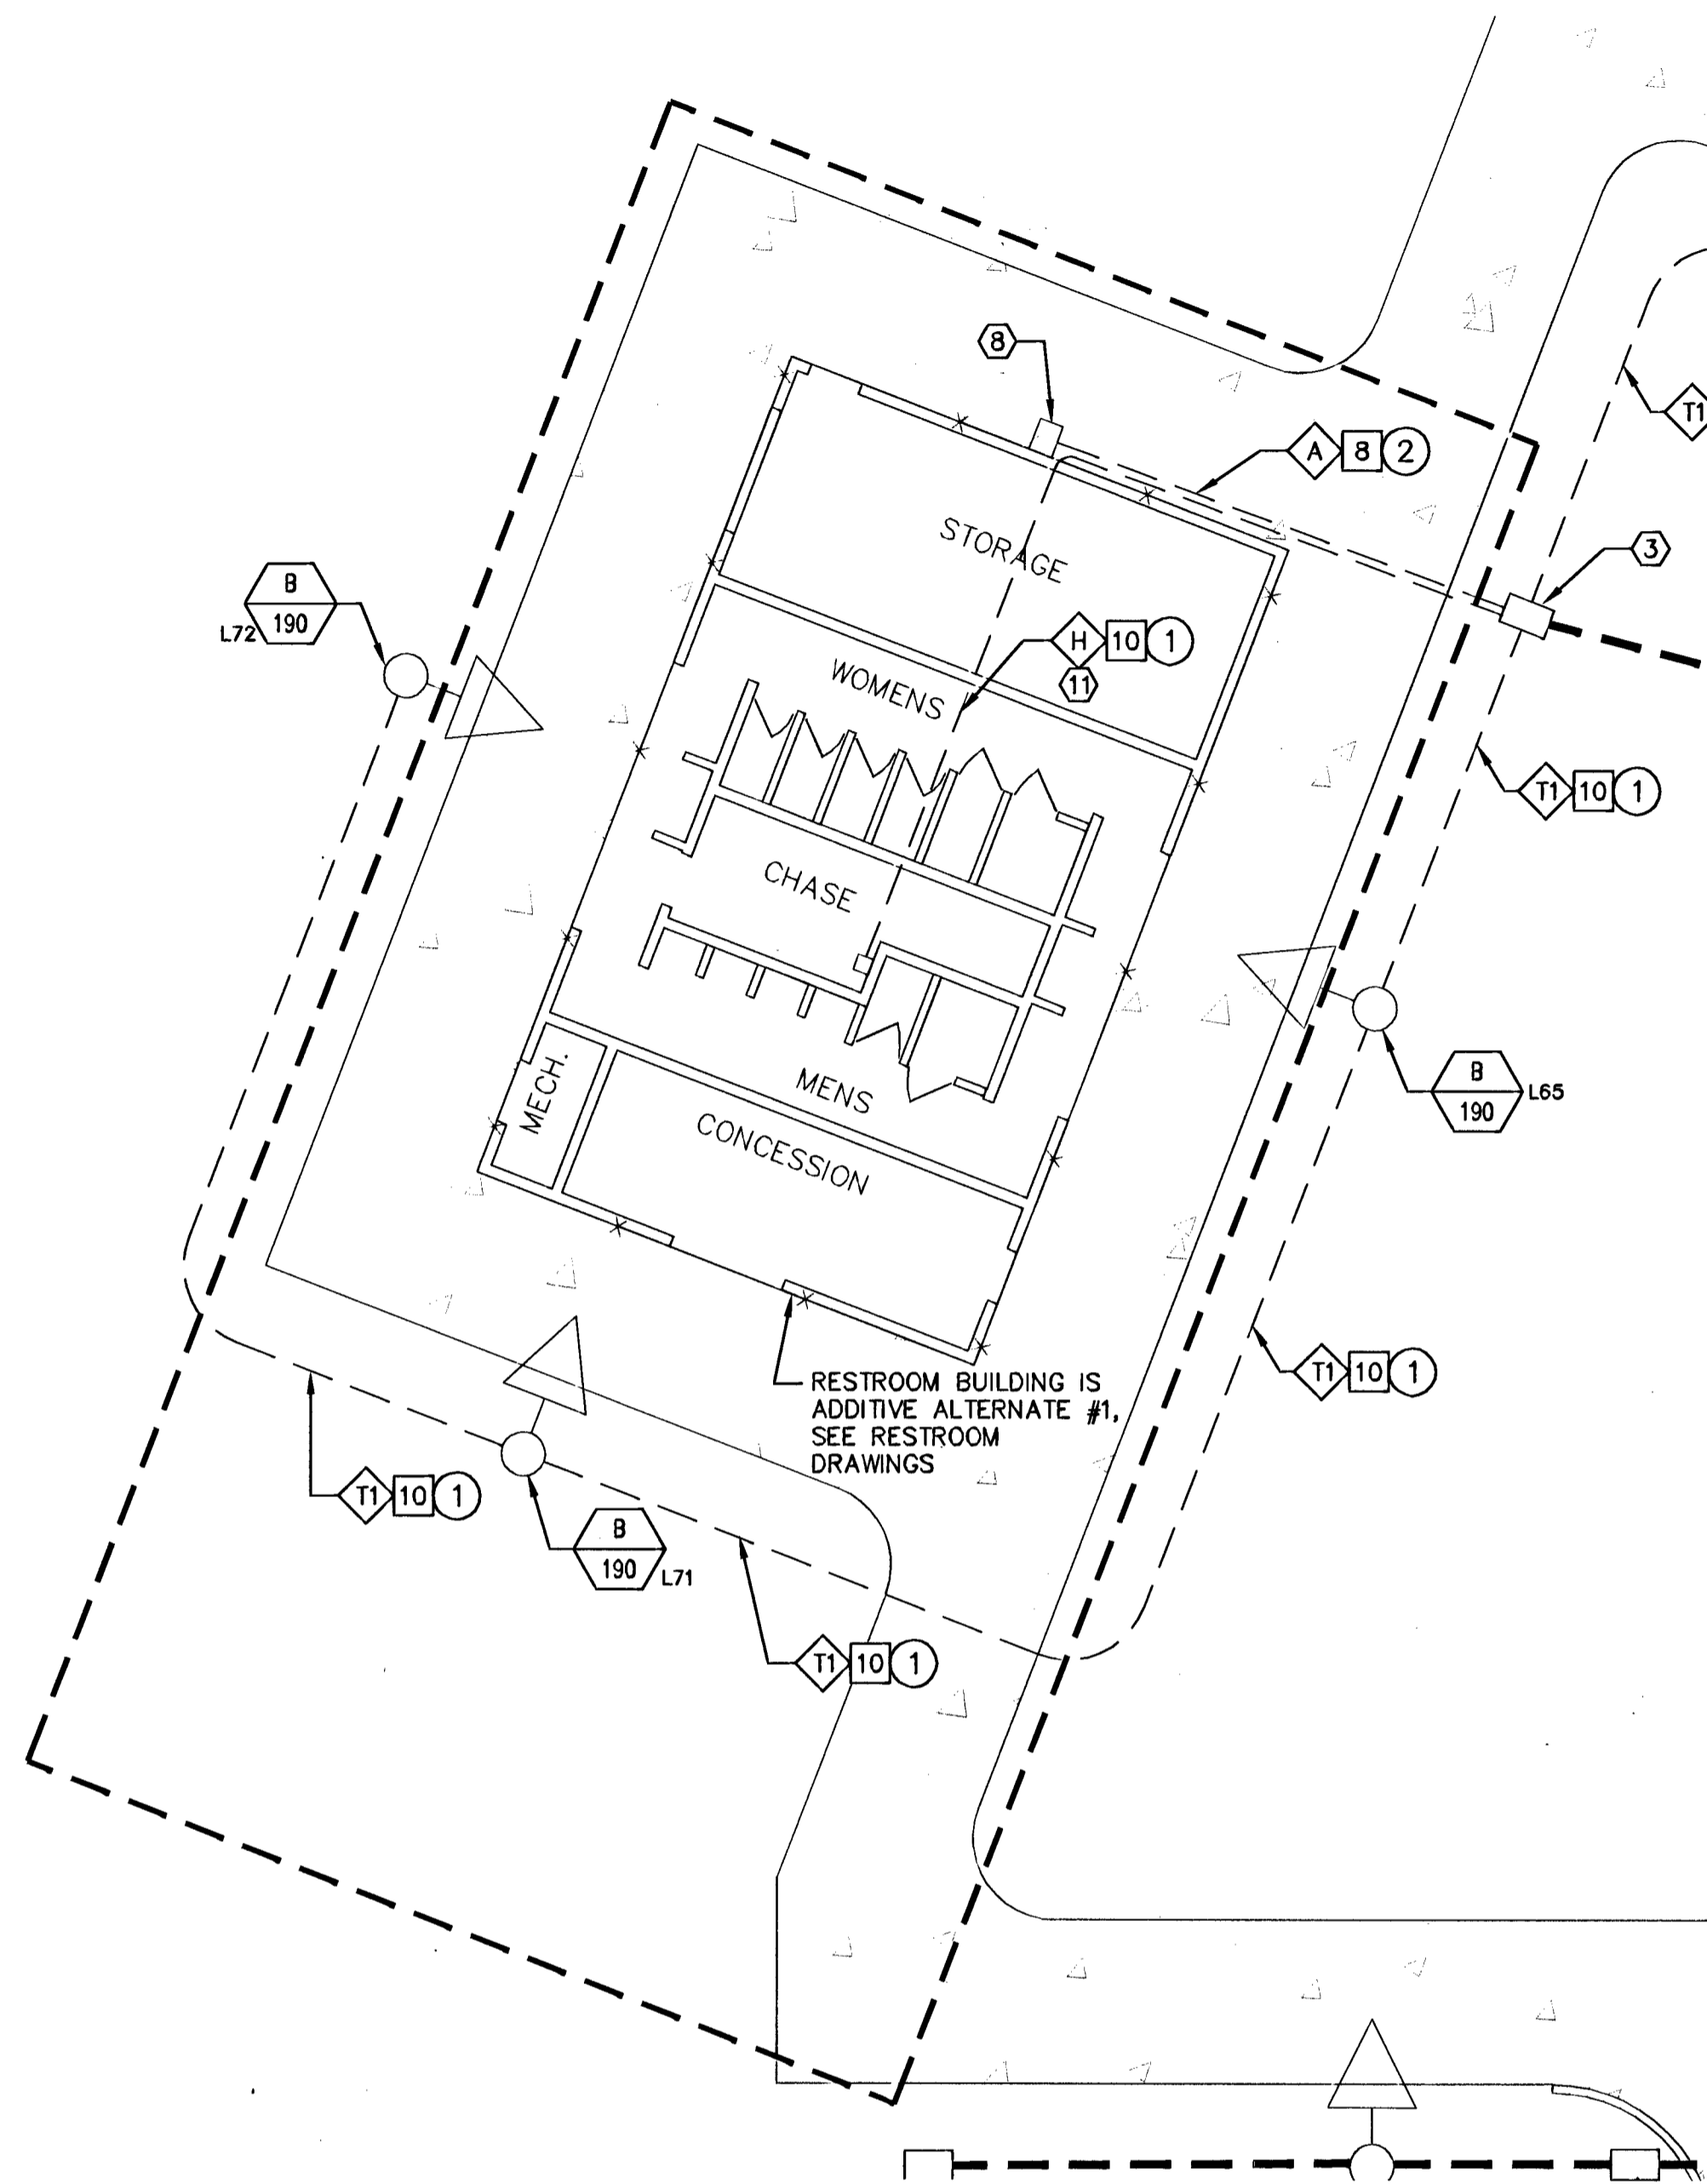 8
A 8 2
T1
3
STORAGE
B
190
L72
H 10 1
11
WOMENS
T1 10 1
CHASE
B
190
L65
MECH.
MENS
CONCESSION
T1 10 1
RESTROOM BUILDING IS
ADDITIVE ALTERNATE #1,
SEE RESTROOM
DRAWINGS
T1 10 1
B
190
L71
T1 10 1